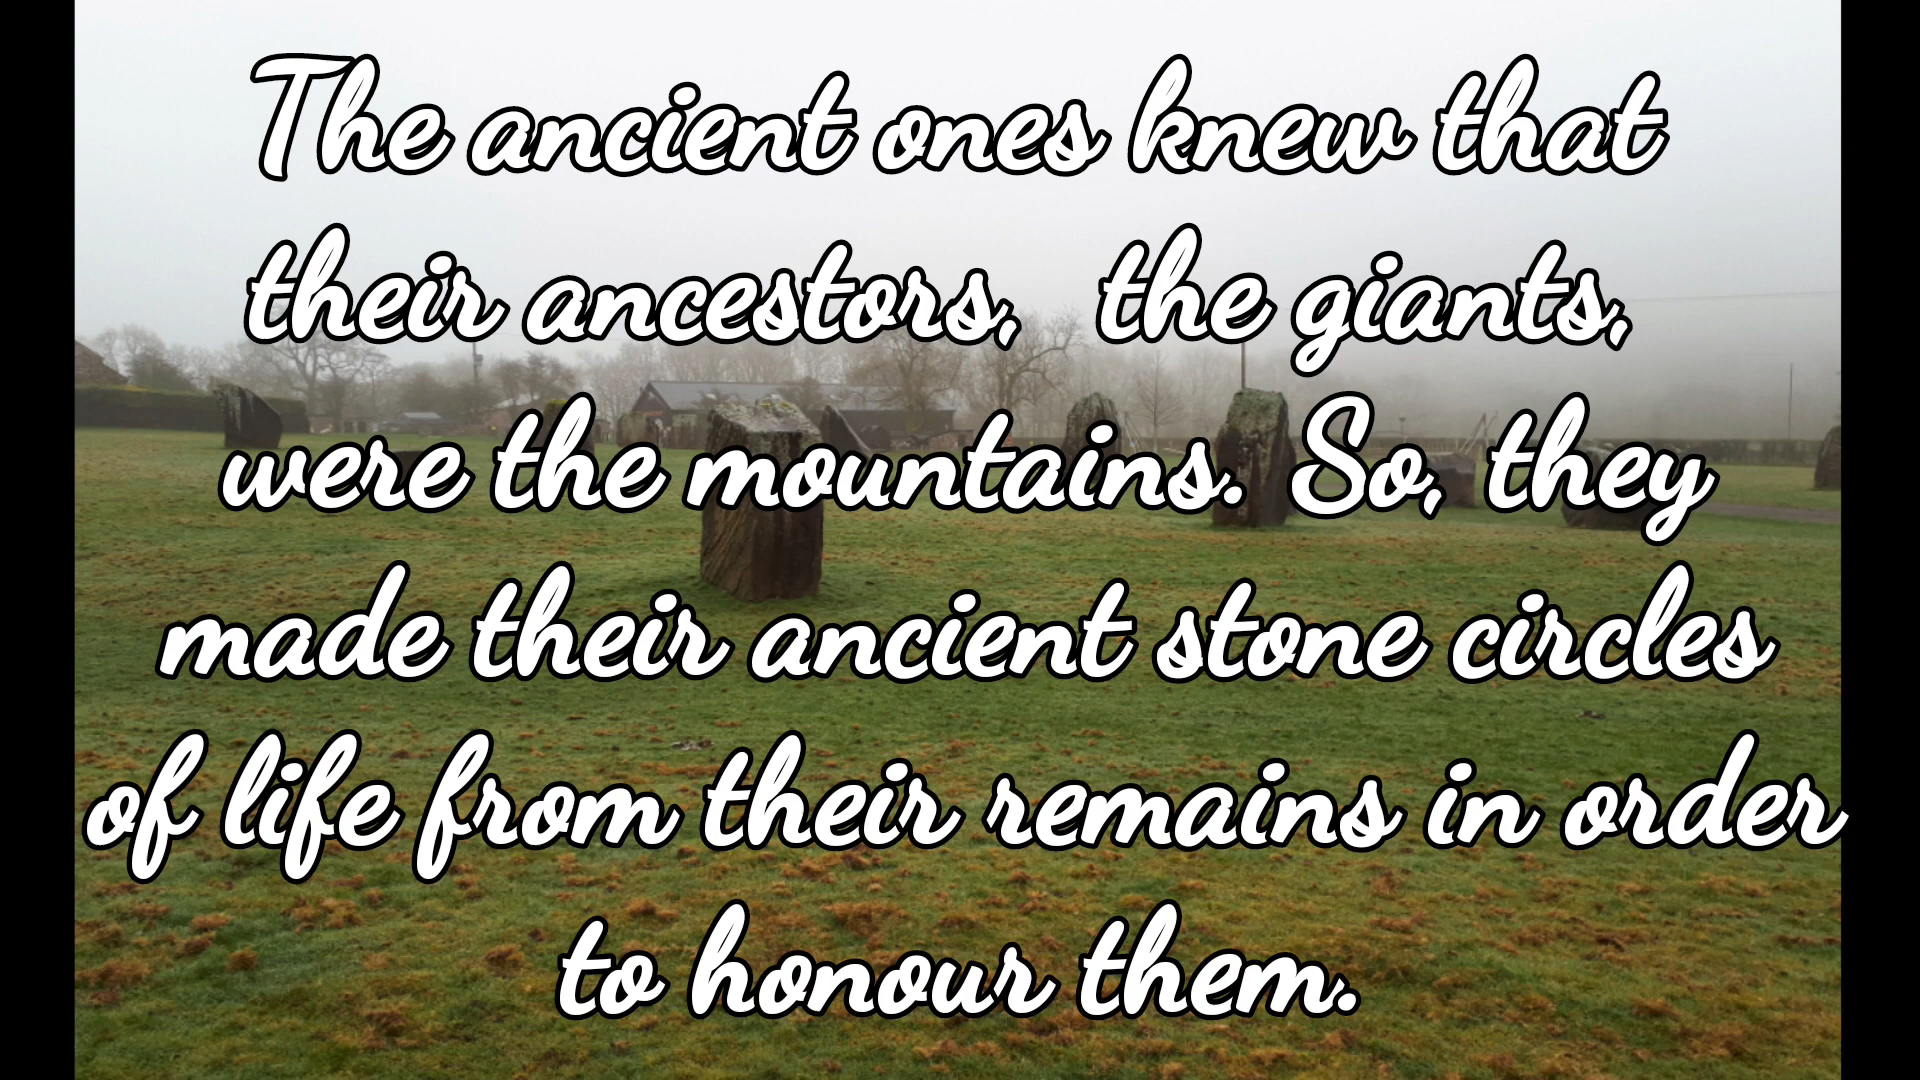 The ancient ones knew that
their ancestors, the giants,
were the mountains. So, they
made their ancient stone circles
of life from their remains in order
to honour them.